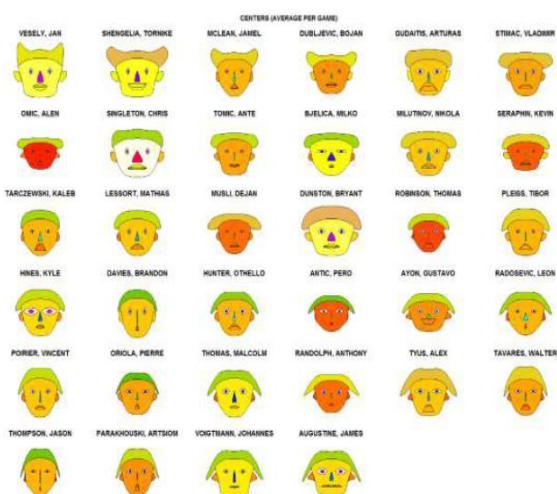 CENTERS (AVERAGE PER GAME)
VESELY, JAN SHENGELIA, TORNIKE MCLEAN, JAMEL DUBLJEVIC, BOJAN GUDAITIS, ARTURAS STIMAC, VLADIMIR
OMIC, ALEN SINGLETON, CHRIS TOMIC, ANTE BJELICA, MILKO MILUTINOV, NIKOLA SERAPHIN, KEVIN
TARCZEWSKI, KALEB LESSORT, MATHIAS MUSLI, DEJAN DUNSTON, BRYANT ROBINSON, THOMAS PLEISS, TIBOR
HINES, KYLE DAVIES, BRANDON HUNTER, OTHELLO ANTIC, PERO AYON, GUSTAVO RADOSEVIC, LEON
POIRIER, VINCENT ORIOLA, PIERRE THOMAS, MALCOLM RANDOLPH, ANTHONY TYUS, ALEX TAVARES, WALTER
THOMPSON, JASON PARAKHOUSKI, ARTSIOM VOIGTMANN, JOHANNES AUGUSTINE, JAMES